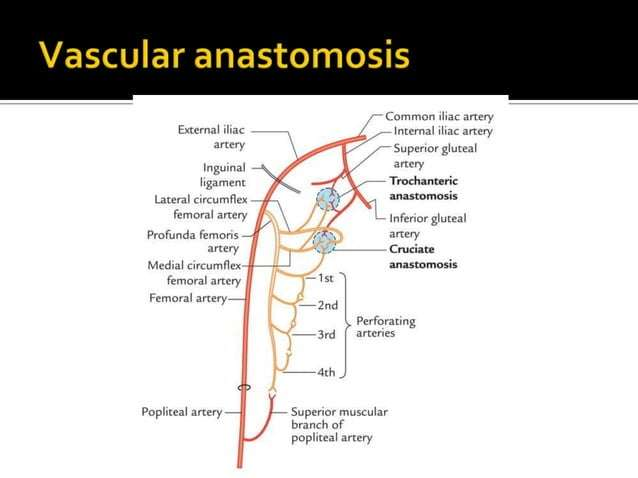 Vascular anastomosis
External iliac
artery
Inguinal
ligament
Lateral circumflex
femoral artery
Profunda femoris
artery
Medial circumflex
femoral artery
Femoral artery
Popliteal artery
Common iliac artery
Internal iliac artery
Superior gluteal
artery
Trochanteric
anastomosis
Inferior gluteal
artery
Cruciate
anastomosis
1st
2nd
3rd
4th
Perforating
arteries
Superior muscular
branch of
popliteal artery